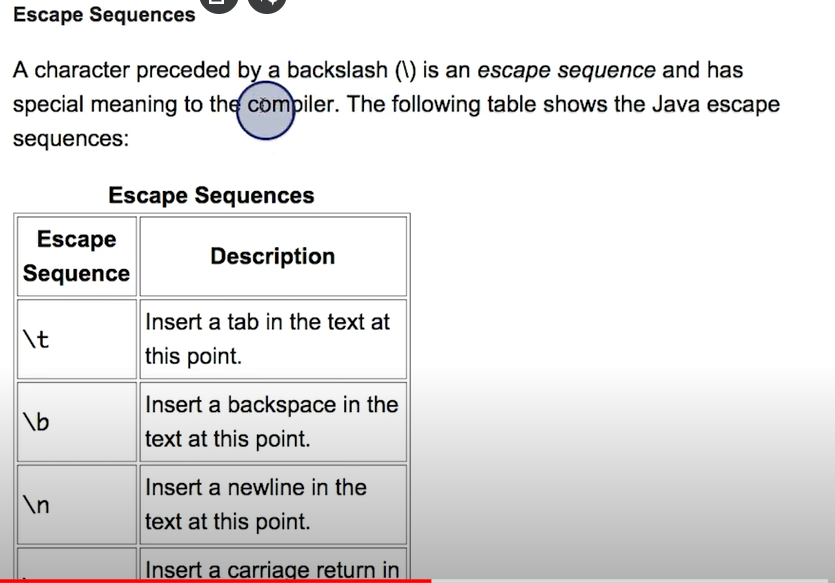 Escape Sequences
A character preceded by a backslash (\) is an escape sequence and has
special meaning to the compiler. The following table shows the Java escape
sequences:
Escape Sequences
Escape
Sequence
Description
\t
Insert a tab in the text at
this point.
\b
Insert a backspace in the
text at this point.
\n
Insert a newline in the
text at this point.
Insert a carriage return in